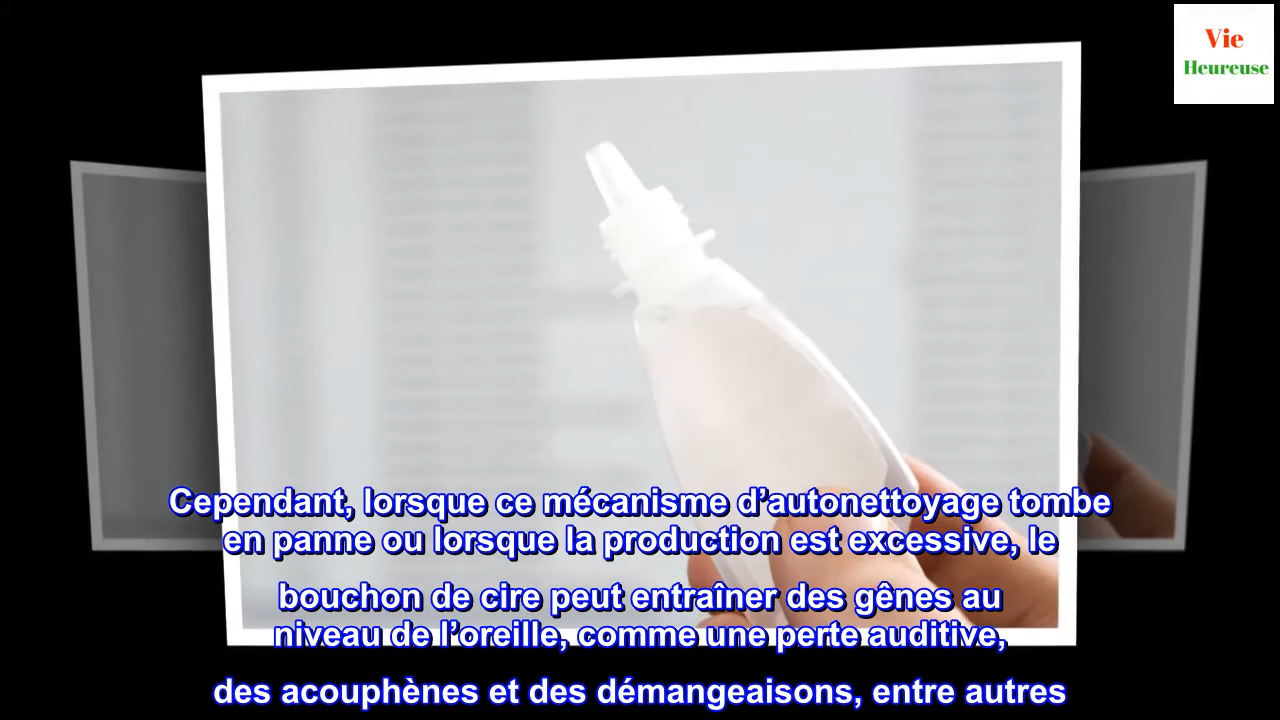 Vie
Heureuse
Cependant, lorsque ce mécanisme d’autonettoyage tombe
en panne ou lorsque la production est excessive, le
bouchon de cire peut entraîner des gênes au
niveau de l’oreille, comme une perte auditive,
des acouphènes et des démangeaisons, entre autres